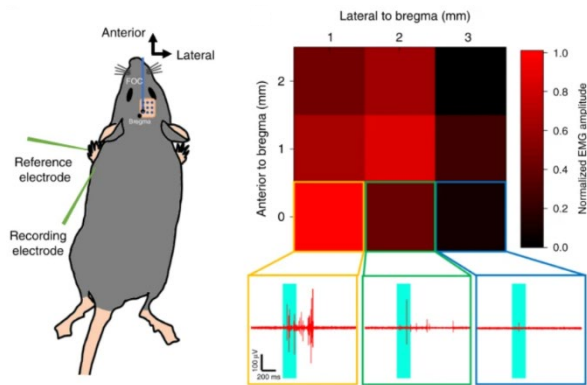 Anterior
Lateral
FOC
Bregma
Reference
electrode
Recording
electrode
Lateral to bregma (mm)
1 2 3
Anterior to bregma (mm)
2
1
0
1.0
0.8
0.6
0.4
0.2
0.0
Normalized EMG amplitude
100 μV
200 ms